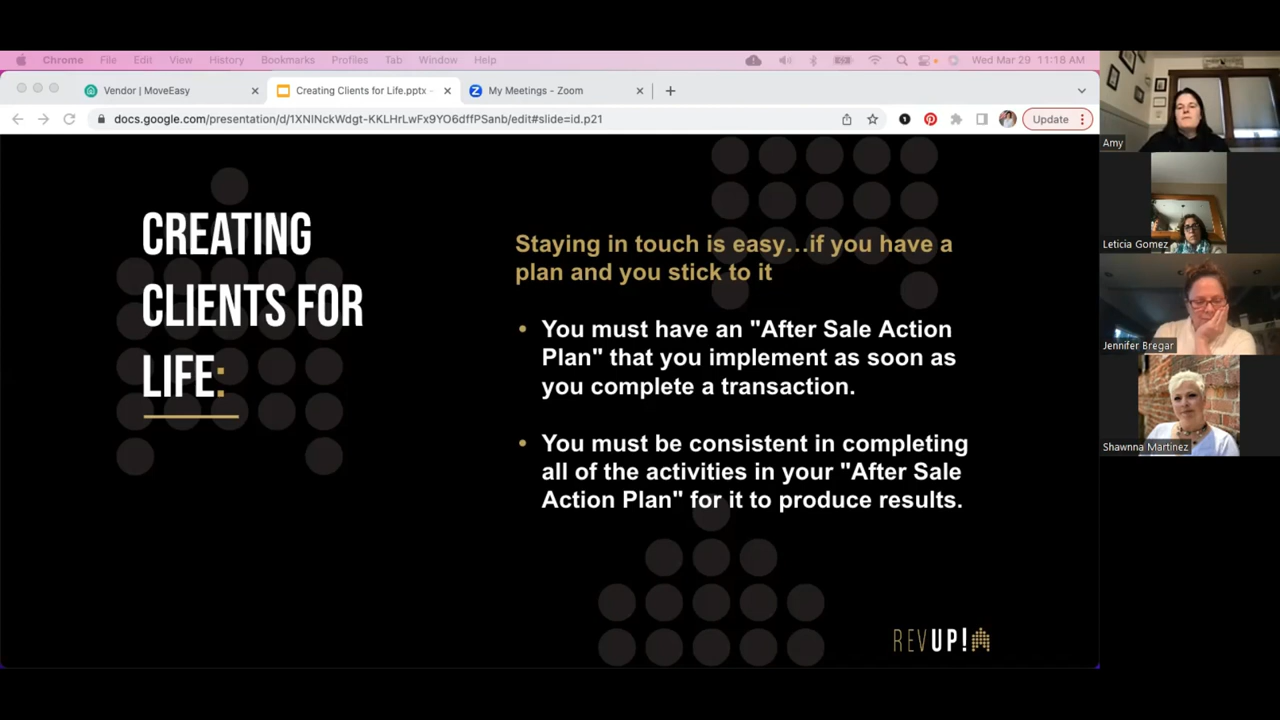 Chrome File Edit View History Bookmarks Profiles Tab Window Help Wed Mar 29 11:18 AM
Vendor | MoveEasy
Creating Clients for Life.pptx -
My Meetings - Zoom
docs.google.com/presentation/d/1XNINckWdgt-KKLHrLwFx9YO6dffPSanb/edit#slide=id.p21
Update
CREATING
CLIENTS FOR
LIFE:
Staying in touch is easy…if you have a
plan and you stick to it
• You must have an "After Sale Action
Plan" that you implement as soon as
you complete a transaction.
• You must be consistent in completing
all of the activities in your "After Sale
Action Plan" for it to produce results.
REVUP!
Amy
Leticia Gomez
Jennifer Bregar
Shawnna Martinez